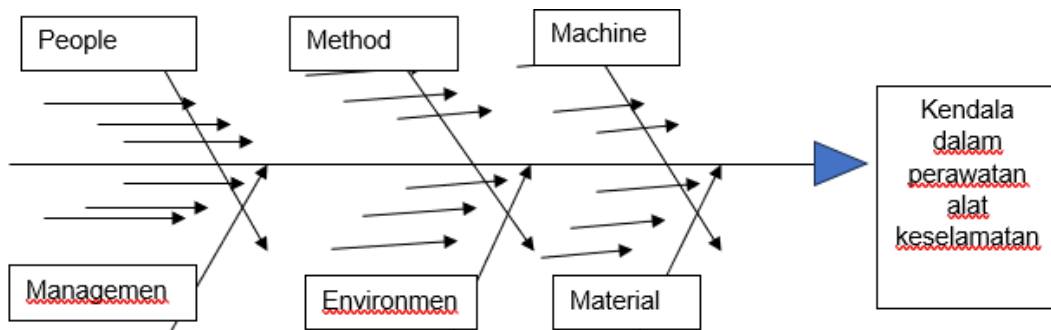 People
Method
Machine
Kendala
dalam
perawatan
alat
keselamatan
Managemen
Environmen
Material